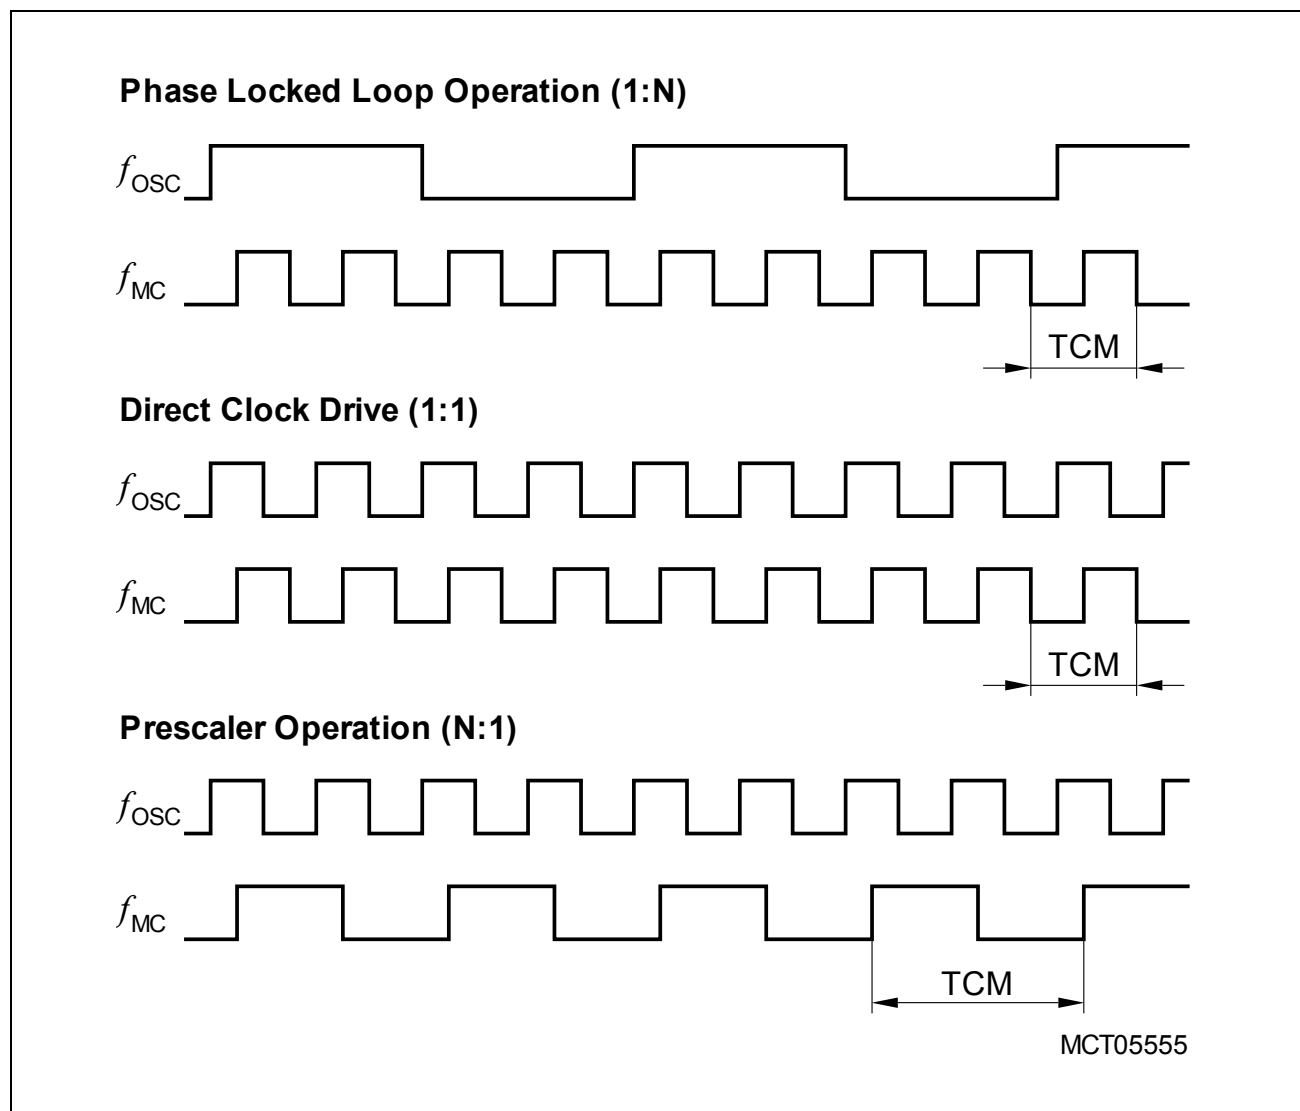 Phase Locked Loop Operation (1:N)
fOSC
fMC
TCM
Direct Clock Drive (1:1)
fOSC
fMC
TCM
Prescaler Operation (N:1)
fOSC
fMC
TCM
MCT05555